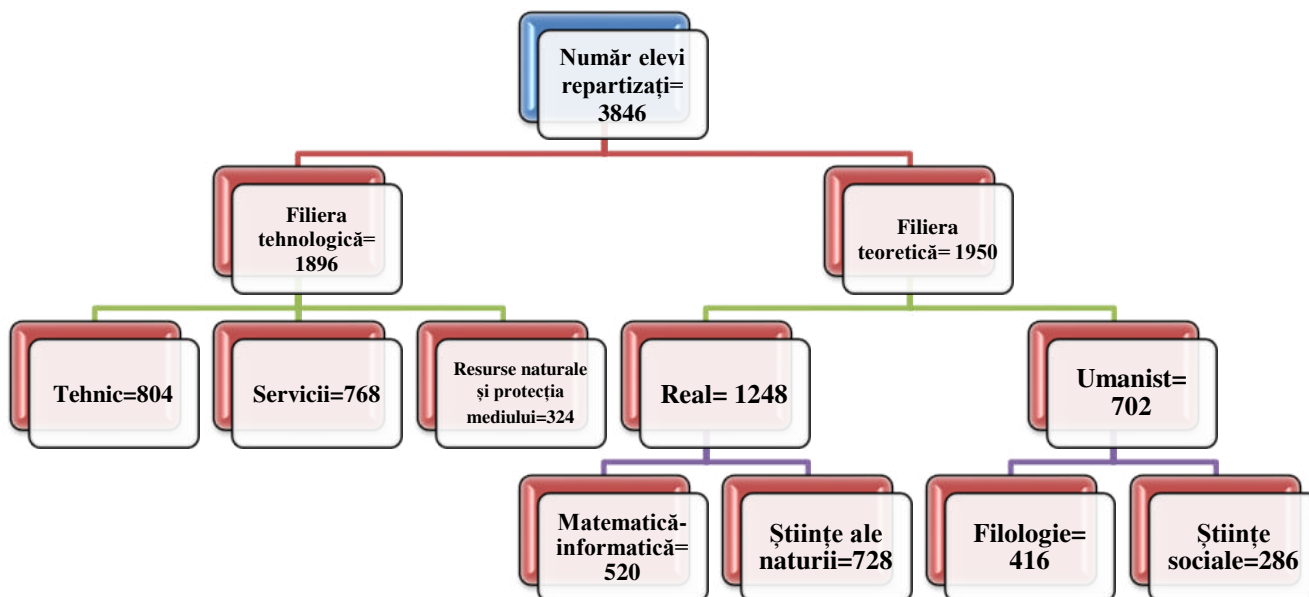 Număr elevi
repartizați=
3846
Filiera
tehnologică=
1896
Filiera
teoretică= 1950
Tehnic=804
Servicii=768
Resurse naturale
și protecția
mediului=324
Real= 1248
Umanist=
702
Matematică-
informatică=
520
Științe ale
naturii=728
Filologie=
416
Științe
sociale=286